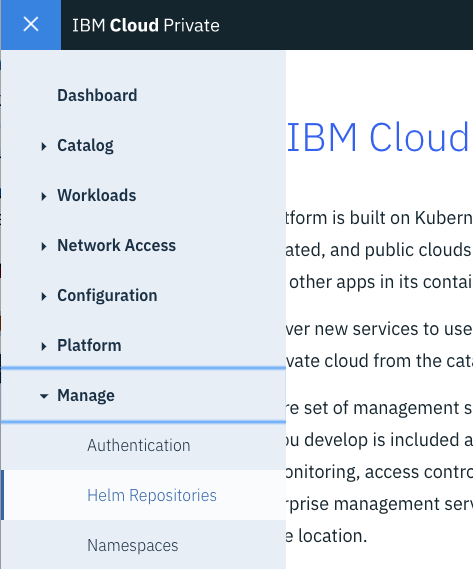 IBM Cloud Private
Dashboard
Catalog
Workloads
Network Access
Configuration
Platform
Manage
Authentication
Helm Repositories
Namespaces
IBM Cloud
tform is built on Kubern
ated, and public clouds
other apps in its contai
ver new services to use
vate cloud from the cat
re set of management s
ou develop is included a
onitoring, access contro
rprise management serv
e location.